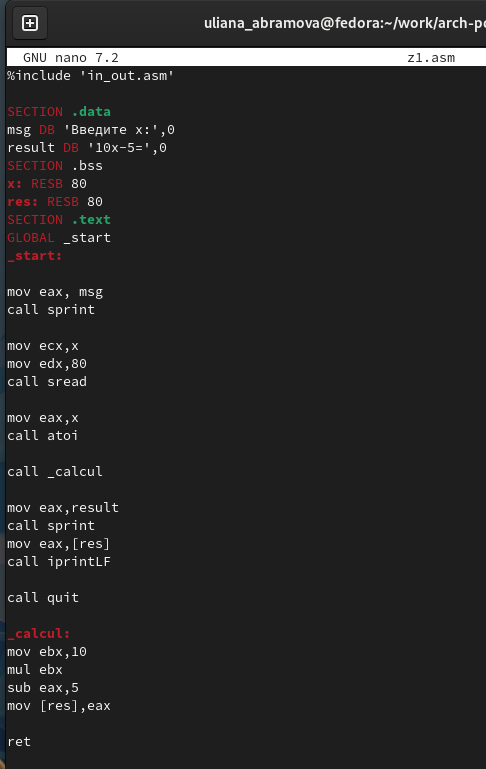 uliana_abramova@fedora:~/work/arch-p
GNU nano 7.2 z1.asm
%include 'in_out.asm'
SECTION .data
msg DB 'Введите x:',0
result DB '10x-5=',0
SECTION .bss
x: RESB 80
res: RESB 80
SECTION .text
GLOBAL _start
_start:
mov eax, msg
call sprint
mov ecx,x
mov edx,80
call sread
mov eax,x
call atoi
call _calcul
mov eax,result
call sprint
mov eax,[res]
call iprintLF
call quit
_calcul:
mov ebx,10
mul ebx
sub eax,5
mov [res],eax
ret